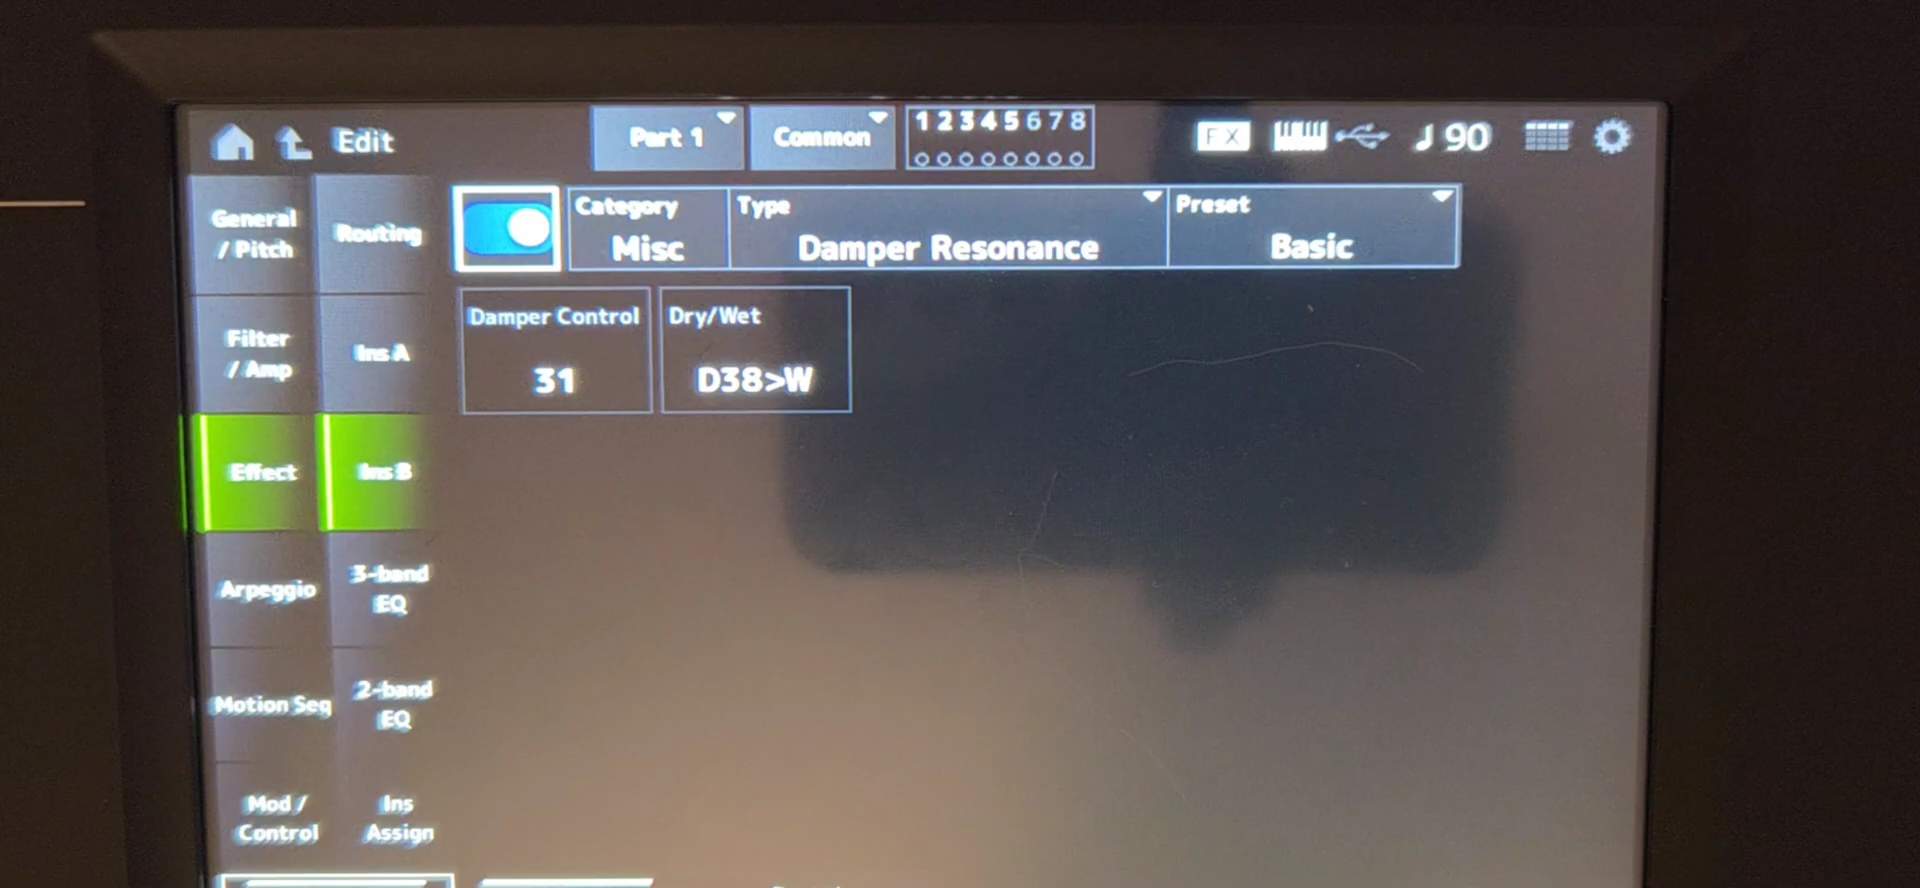 Edit
Part 1
Common
1 2 3 4 5 6 7 8
FX
90
General
/ Pitch
Routing
Category
Misc
Type
Damper Resonance
Preset
Basic
Filter
/ Amp
Ins A
Damper Control
31
Dry/Wet
D38>W
Effect
Ins B
Arpeggio
3-band
EQ
Motion Seq
2-band
EQ
Mod /
Control
Ins
Assign